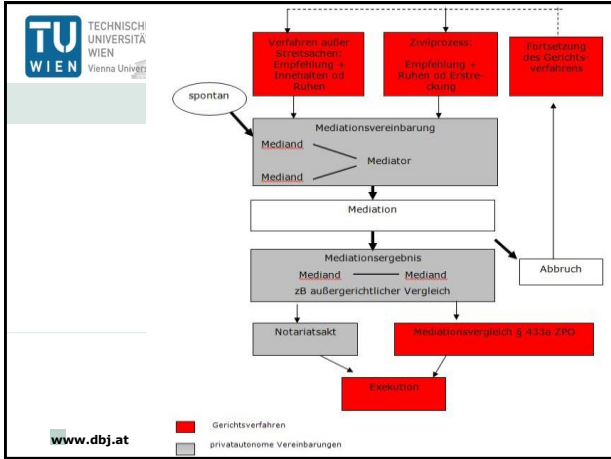 TU
WIEN
TECHNISCH
UNIVERSITÄ
WIEN
Vienna Univers
Verfahren außer
Streitsachen:
Empfehlung +
Innehalten od
Ruhen
Zivilprozess:
Empfehlung +
Ruhen od Erstre-
ckung
Fortsetzung
des Gerichts-
verfahrens
spontan
Mediationsvereinbarung
Mediand
Mediator
Mediand
Mediation
Mediationsergebnis
Mediand Mediand
zB außergerichtlicher Vergleich
Abbruch
Notariatsakt
Mediationsvergleich § 433a ZPO
Exekution
Gerichtsverfahren
privatautonome Vereinbarungen
www.dbj.at